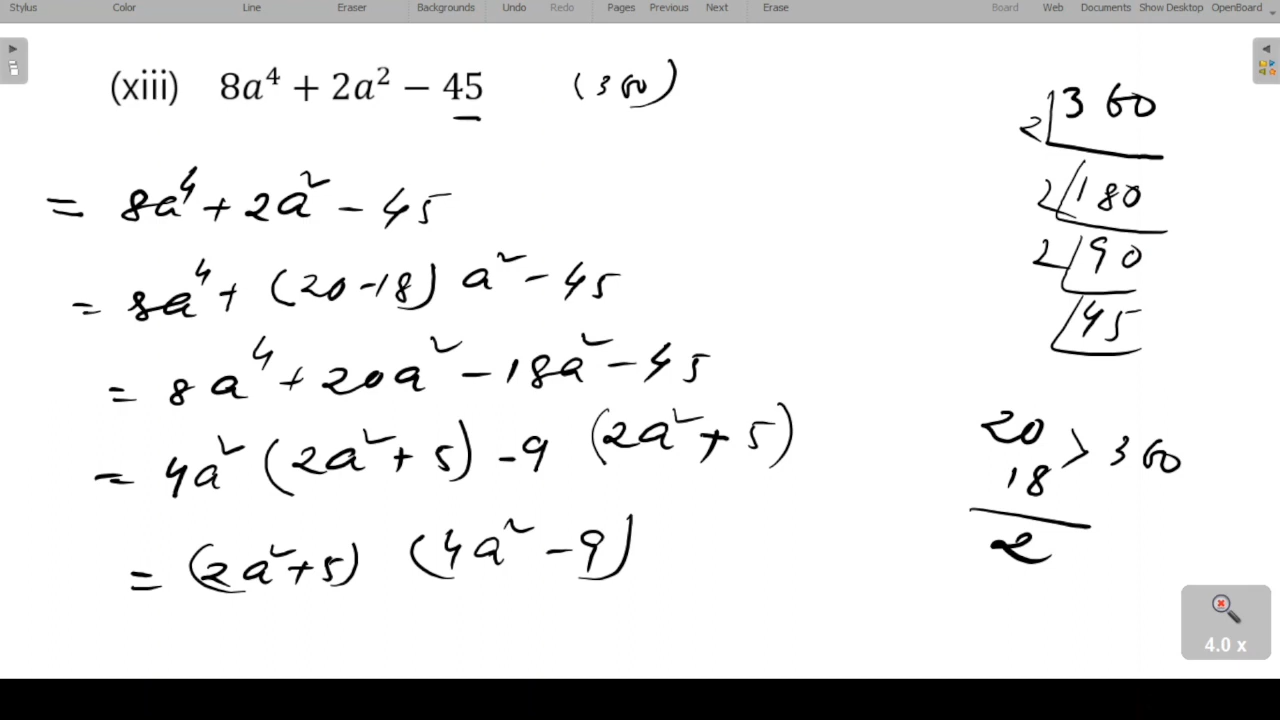 Stylus Color Line Eraser Backgrounds Undo Redo Pages Previous Next Erase Board Web Documents Show Desktop OpenBoard
(xiii) 8a⁴ + 2a² − 45 (360)
= 8a⁴ + 2a² − 45
= 8a⁴ + (20 − 18) a² − 45
= 8a⁴ + 20a² − 18a² − 45
= 4a² (2a² + 5) − 9 (2a² + 5)
= (2a² + 5) (4a² − 9)
2 | 360
2 | 180
2 | 90
| 45
20
18 > 360
2
4.0 x